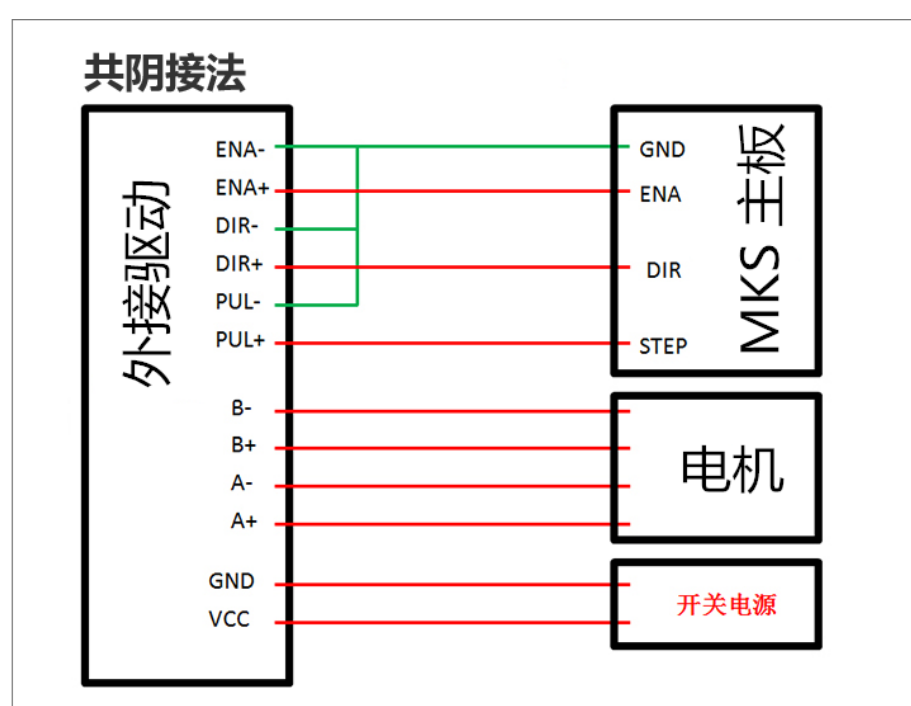 共阴接法
外接驱动
ENA-
ENA+
DIR-
DIR+
PUL-
PUL+
B-
B+
A-
A+
GND
VCC
GND
ENA
DIR
STEP
MKS 主板
电机
开关电源